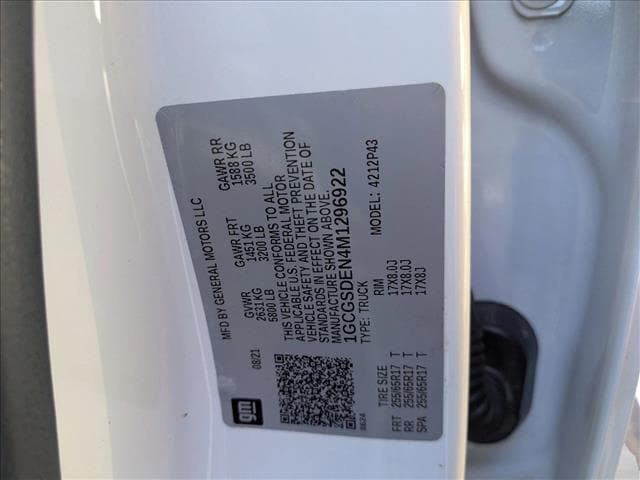 gm
MFD BY GENERAL MOTORS LLC
08/21
GVWR GAWR FRT GAWR RR
2631 KG 1451 KG 1588 KG
5800 LB 3200 LB 3500 LB
THIS VEHICLE CONFORMS TO ALL
APPLICABLE U.S. FEDERAL MOTOR
VEHICLE SAFETY AND THEFT PREVENTION
STANDARDS IN EFFECT ON THE DATE OF
MANUFACTURE SHOWN ABOVE.
1GCGSDEN4M1296922
TYPE: TRUCK MODEL: 4212P43
TIRE SIZE RIM
FRT 255/65R17 T 17X8.0J
RR 255/65R17 T 17X8.0J
SPA 255/65R17 T 17X8J